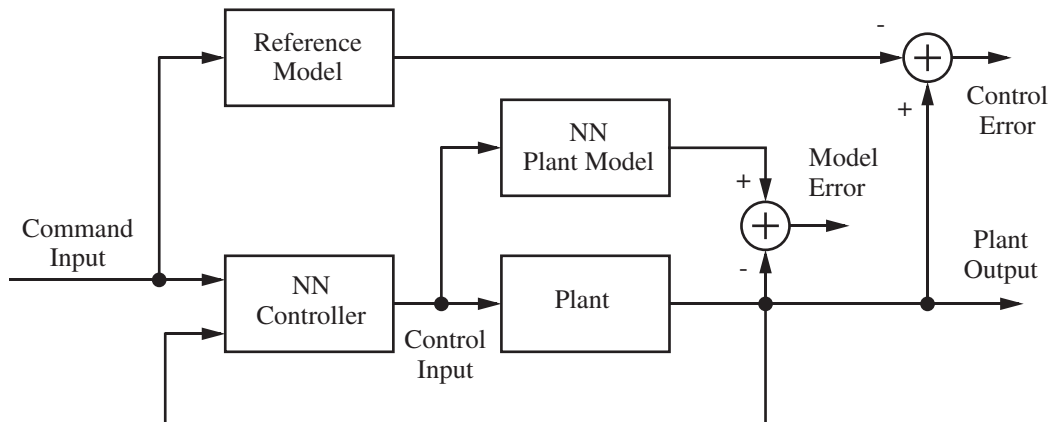 Reference
Model
-
+
Control
Error
NN
Plant Model
Model
Error
+
+
Command
Input
+
-
Plant
Output
NN
Controller
Plant
Control
Input